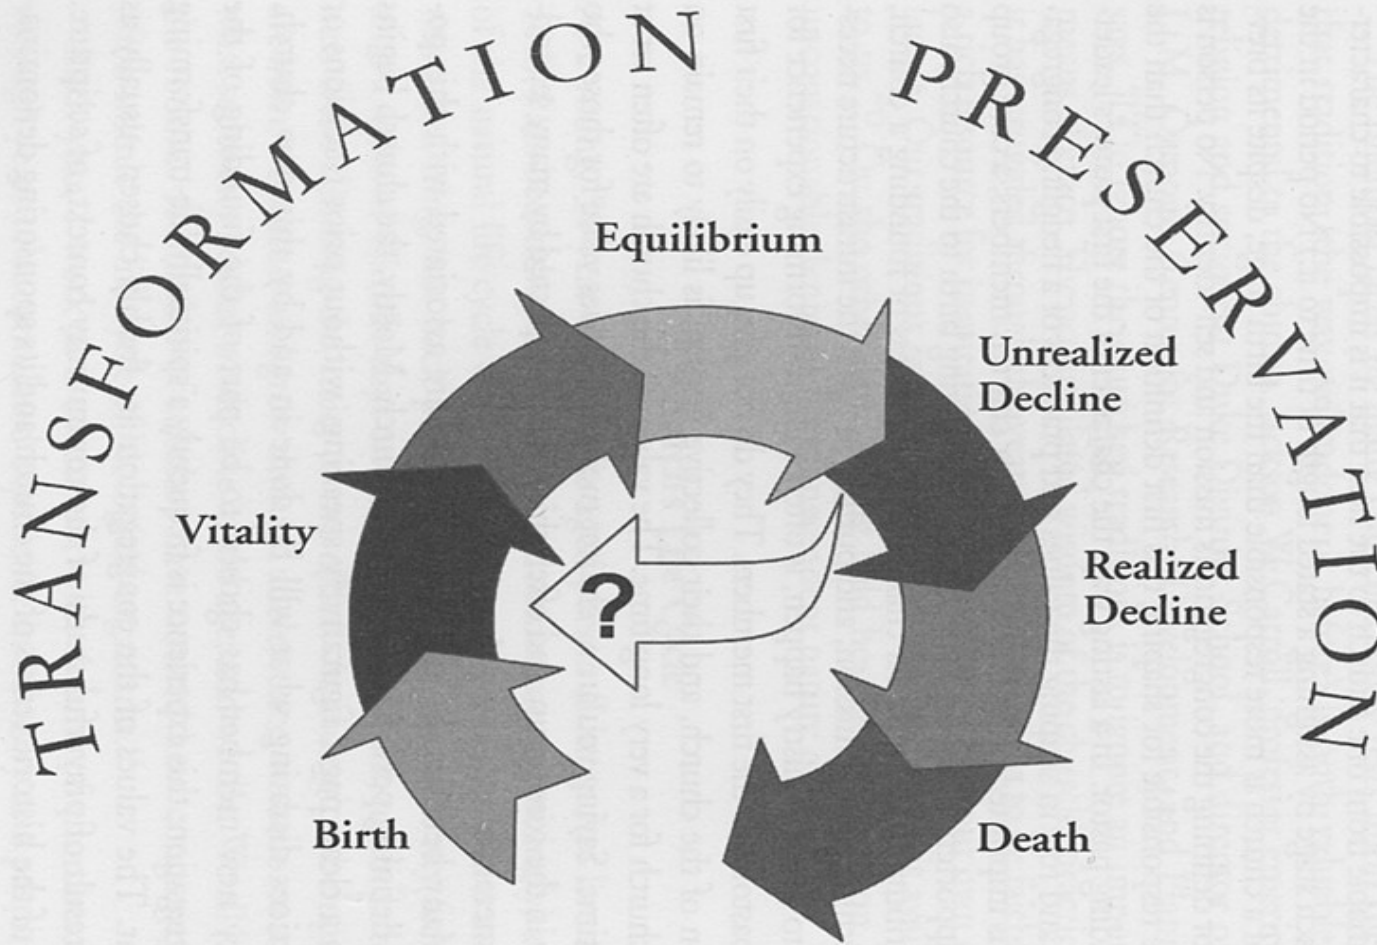 TRANSFORMATION
PRESERVATION
Equilibrium
Unrealized
Decline
Vitality
?
Realized
Decline
Birth
Death